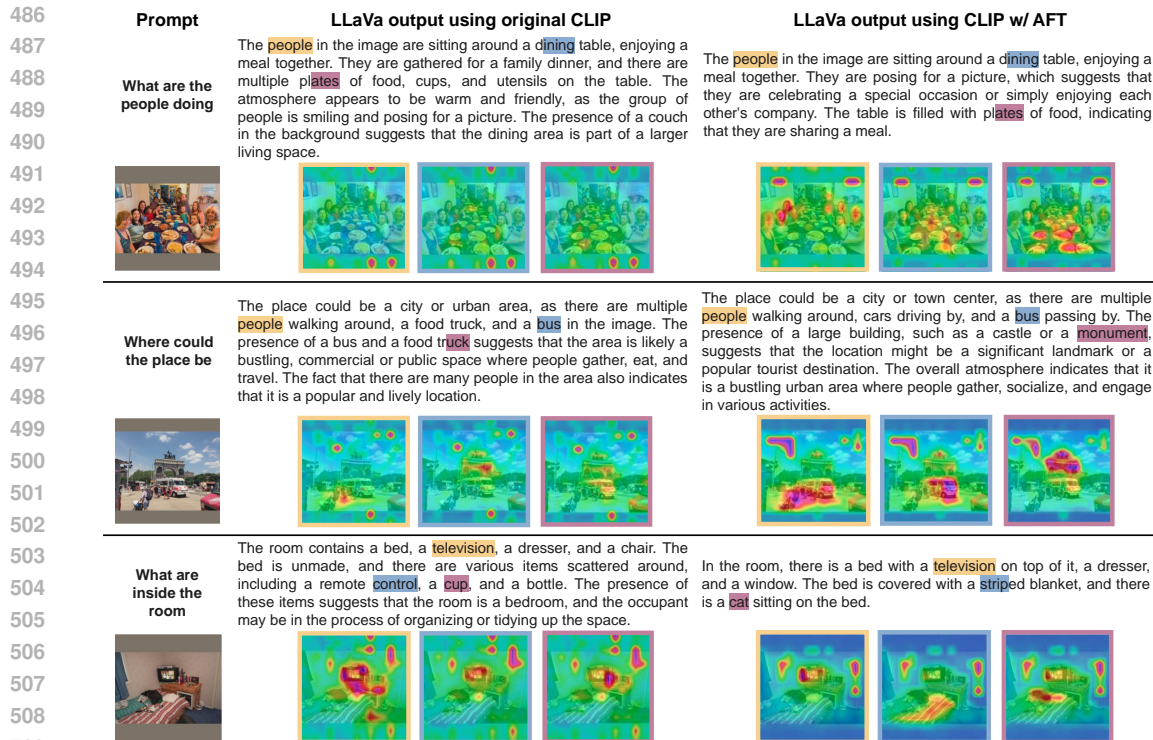 486
487
488
489
490
491
492
493
494
495
496
497
498
499
500
501
502
503
504
505
506
507
508
Prompt
LLaVa output using original CLIP
LLaVa output using CLIP w/ AFT
What are the
people doing
The people in the image are sitting around a dining table, enjoying a
meal together. They are gathered for a family dinner, and there are
multiple plates of food, cups, and utensils on the table. The
atmosphere appears to be warm and friendly, as the group of
people is smiling and posing for a picture. The presence of a couch
in the background suggests that the dining area is part of a larger
living space.
The people in the image are sitting around a dining table, enjoying a
meal together. They are posing for a picture, which suggests that
they are celebrating a special occasion or simply enjoying each
other's company. The table is filled with plates of food, indicating
that they are sharing a meal.
Where could
the place be
The place could be a city or urban area, as there are multiple
people walking around, a food truck, and a bus in the image. The
presence of a bus and a food truck suggests that the area is likely a
bustling, commercial or public space where people gather, eat, and
travel. The fact that there are many people in the area also indicates
that it is a popular and lively location.
The place could be a city or town center, as there are multiple
people walking around, cars driving by, and a bus passing by. The
presence of a large building, such as a castle or a monument,
suggests that the location might be a significant landmark or a
popular tourist destination. The overall atmosphere indicates that it
is a bustling urban area where people gather, socialize, and engage
in various activities.
What are
inside the
room
The room contains a bed, a television, a dresser, and a chair. The
bed is unmade, and there are various items scattered around,
including a remote control, a cup, and a bottle. The presence of
these items suggests that the room is a bedroom, and the occupant
may be in the process of organizing or tidying up the space.
In the room, there is a bed with a television on top of it, a dresser,
and a window. The bed is covered with a striped blanket, and there
is a cat sitting on the bed.